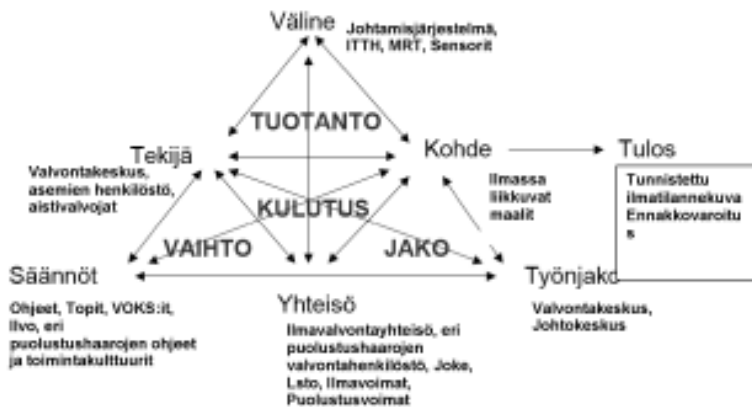 Väline
Johtamisjärjestelmä,
ITTH, MRT, Sensorit
TUOTANTO
Tekijä
Kohde
Tulos
Valvontakeskus,
asemien henkilöstö,
aistivalvojat
Ilmassa
liikkuvat
maalit
Tunnistettu
ilmatilannekuva
Ennakkovaroitu
s
KULUTUS
VAIHTO
JAKO
Säännöt
Yhteisö
Työnjako
Ohjeet, Topit, VOKS:it,
Ilvo, eri
puolustushaarojen ohjeet
ja toimintakulttuurit
Ilmavalvontayhteisö, eri
puolustushaarojen
valvontahenkilöstö, Joke,
Lsto, Ilmavoimat,
Puolustusvoimat
Valvontakeskus,
Johtokeskus